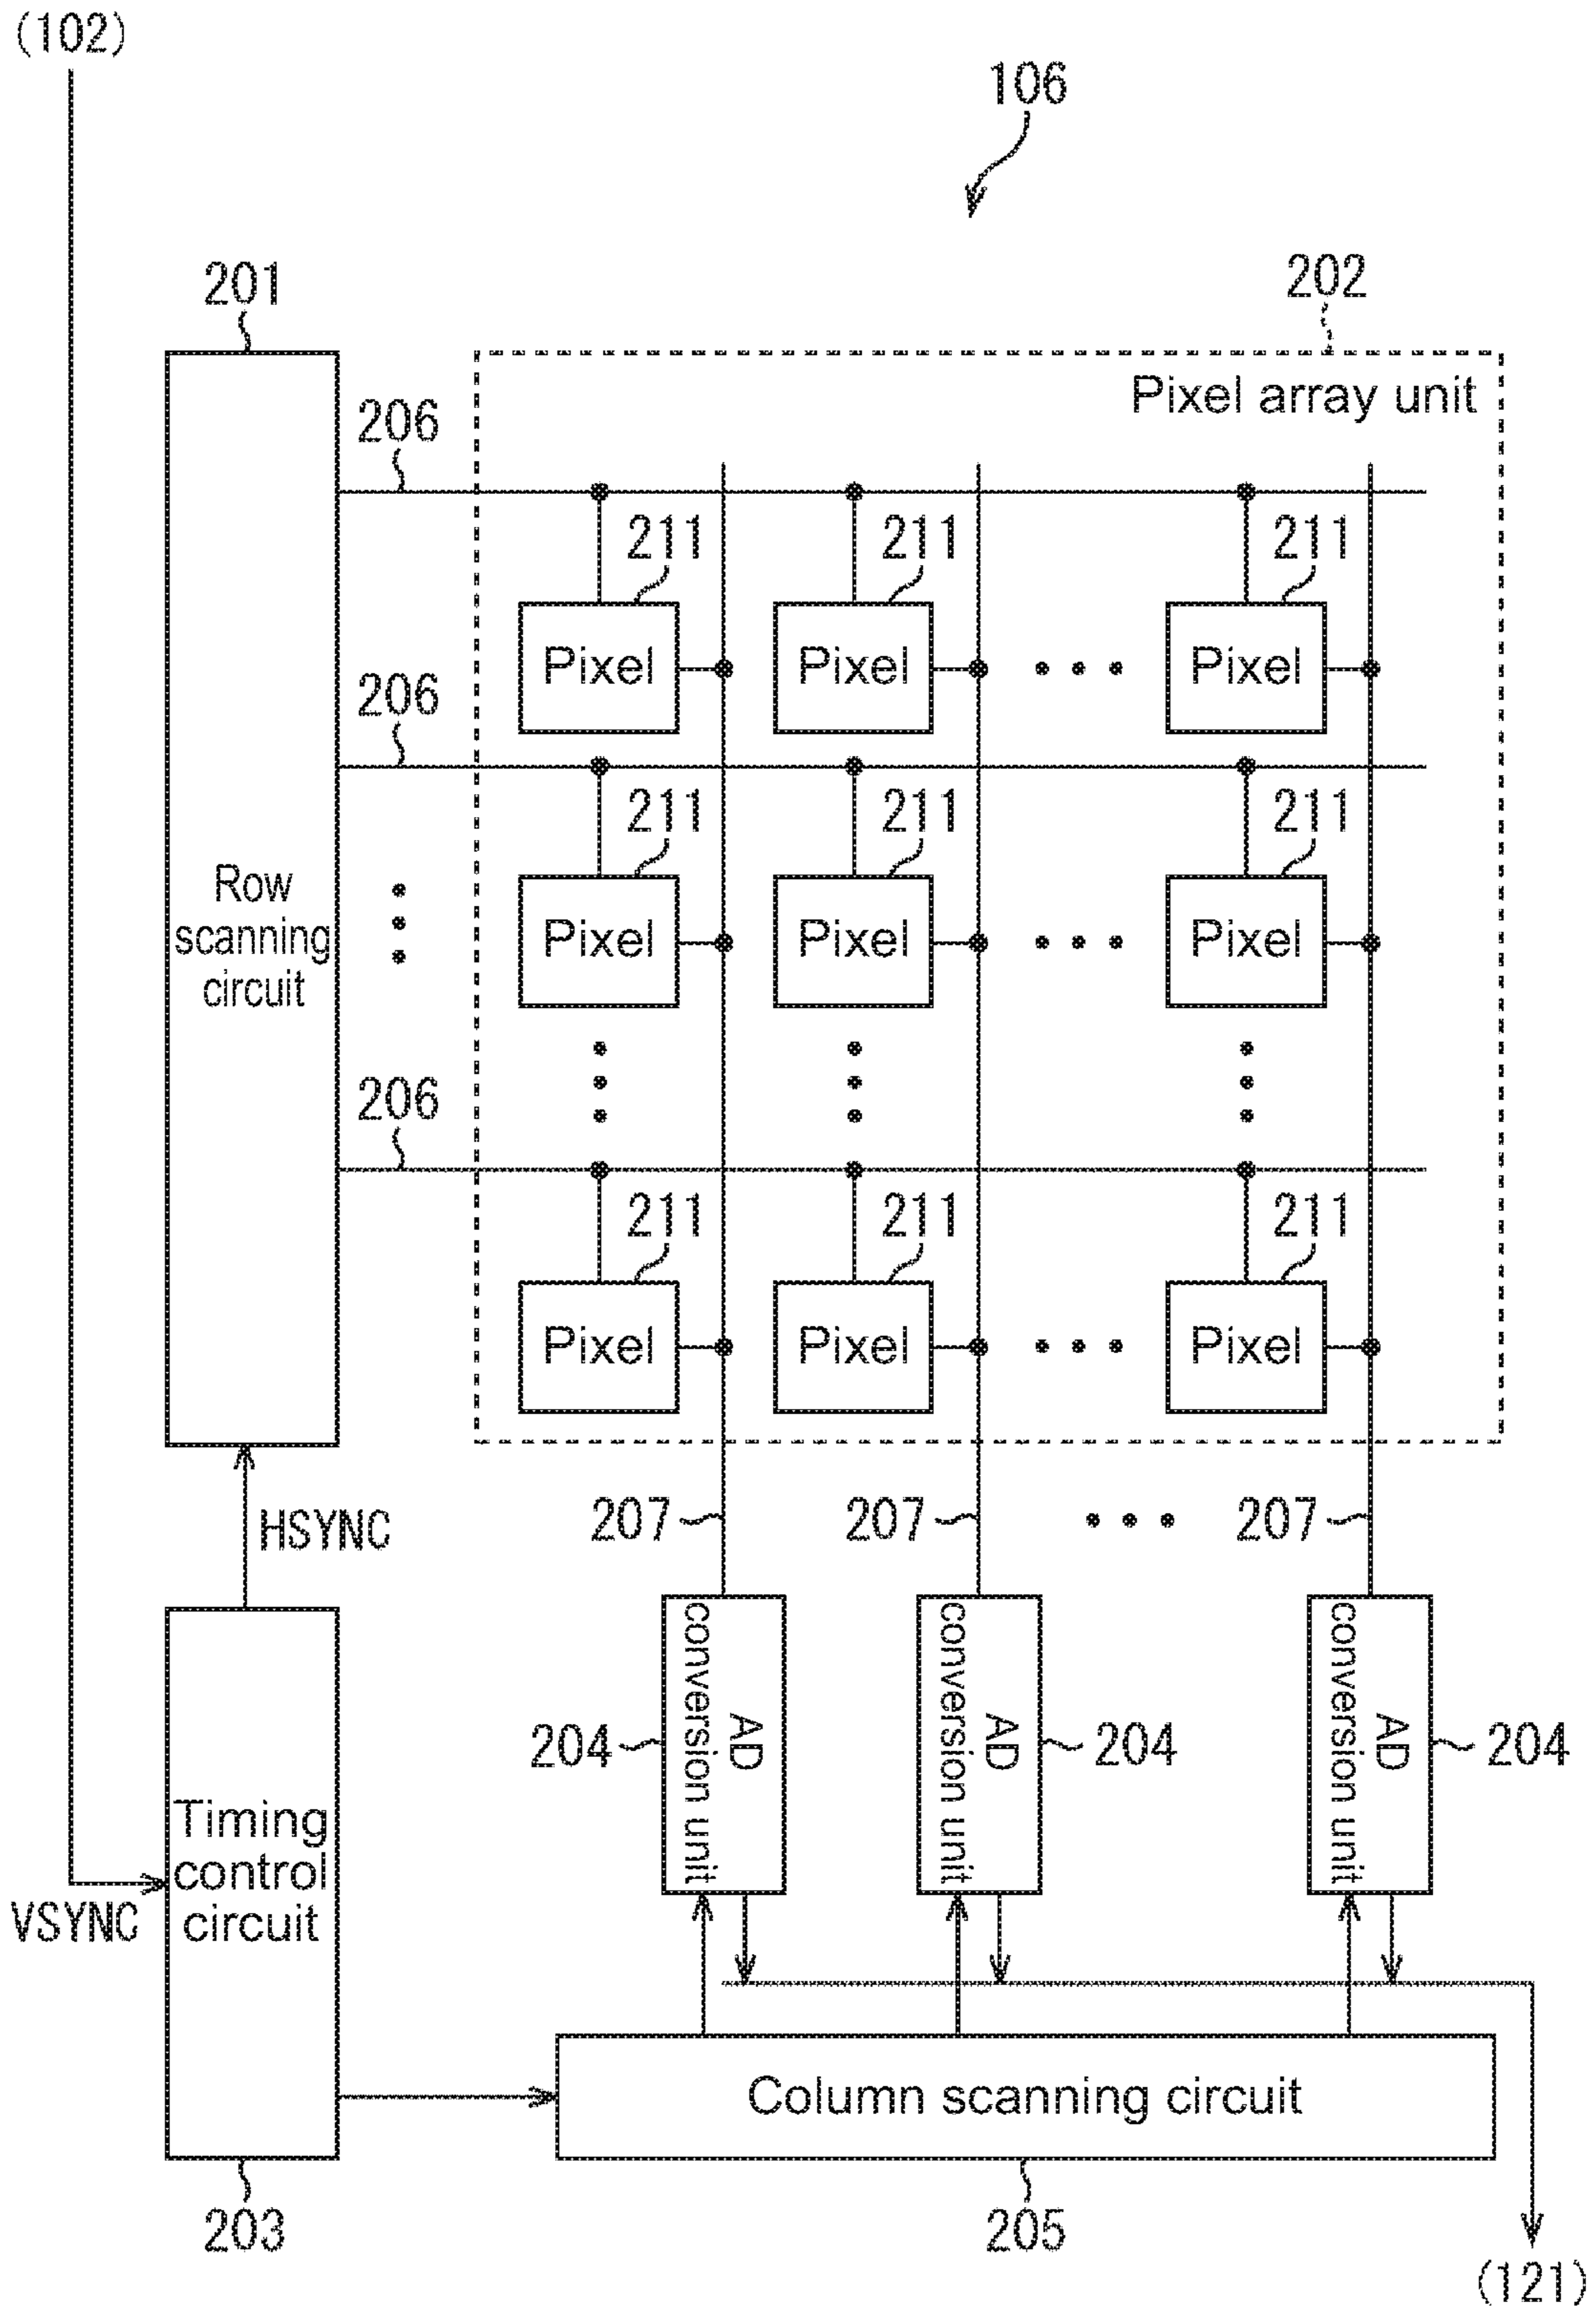 (102)
106
201
202
Pixel array unit
206
211
211
211
Pixel
Pixel
Pixel
206
211
211
211
Row
scanning
circuit
Pixel
Pixel
Pixel
206
211
211
211
Pixel
Pixel
Pixel
HSYNC
207
207
207
AD
conversion unit
AD
conversion unit
AD
conversion unit
204
204
204
Timing
control
circuit
VSYNC
Column scanning circuit
203
205
(121)